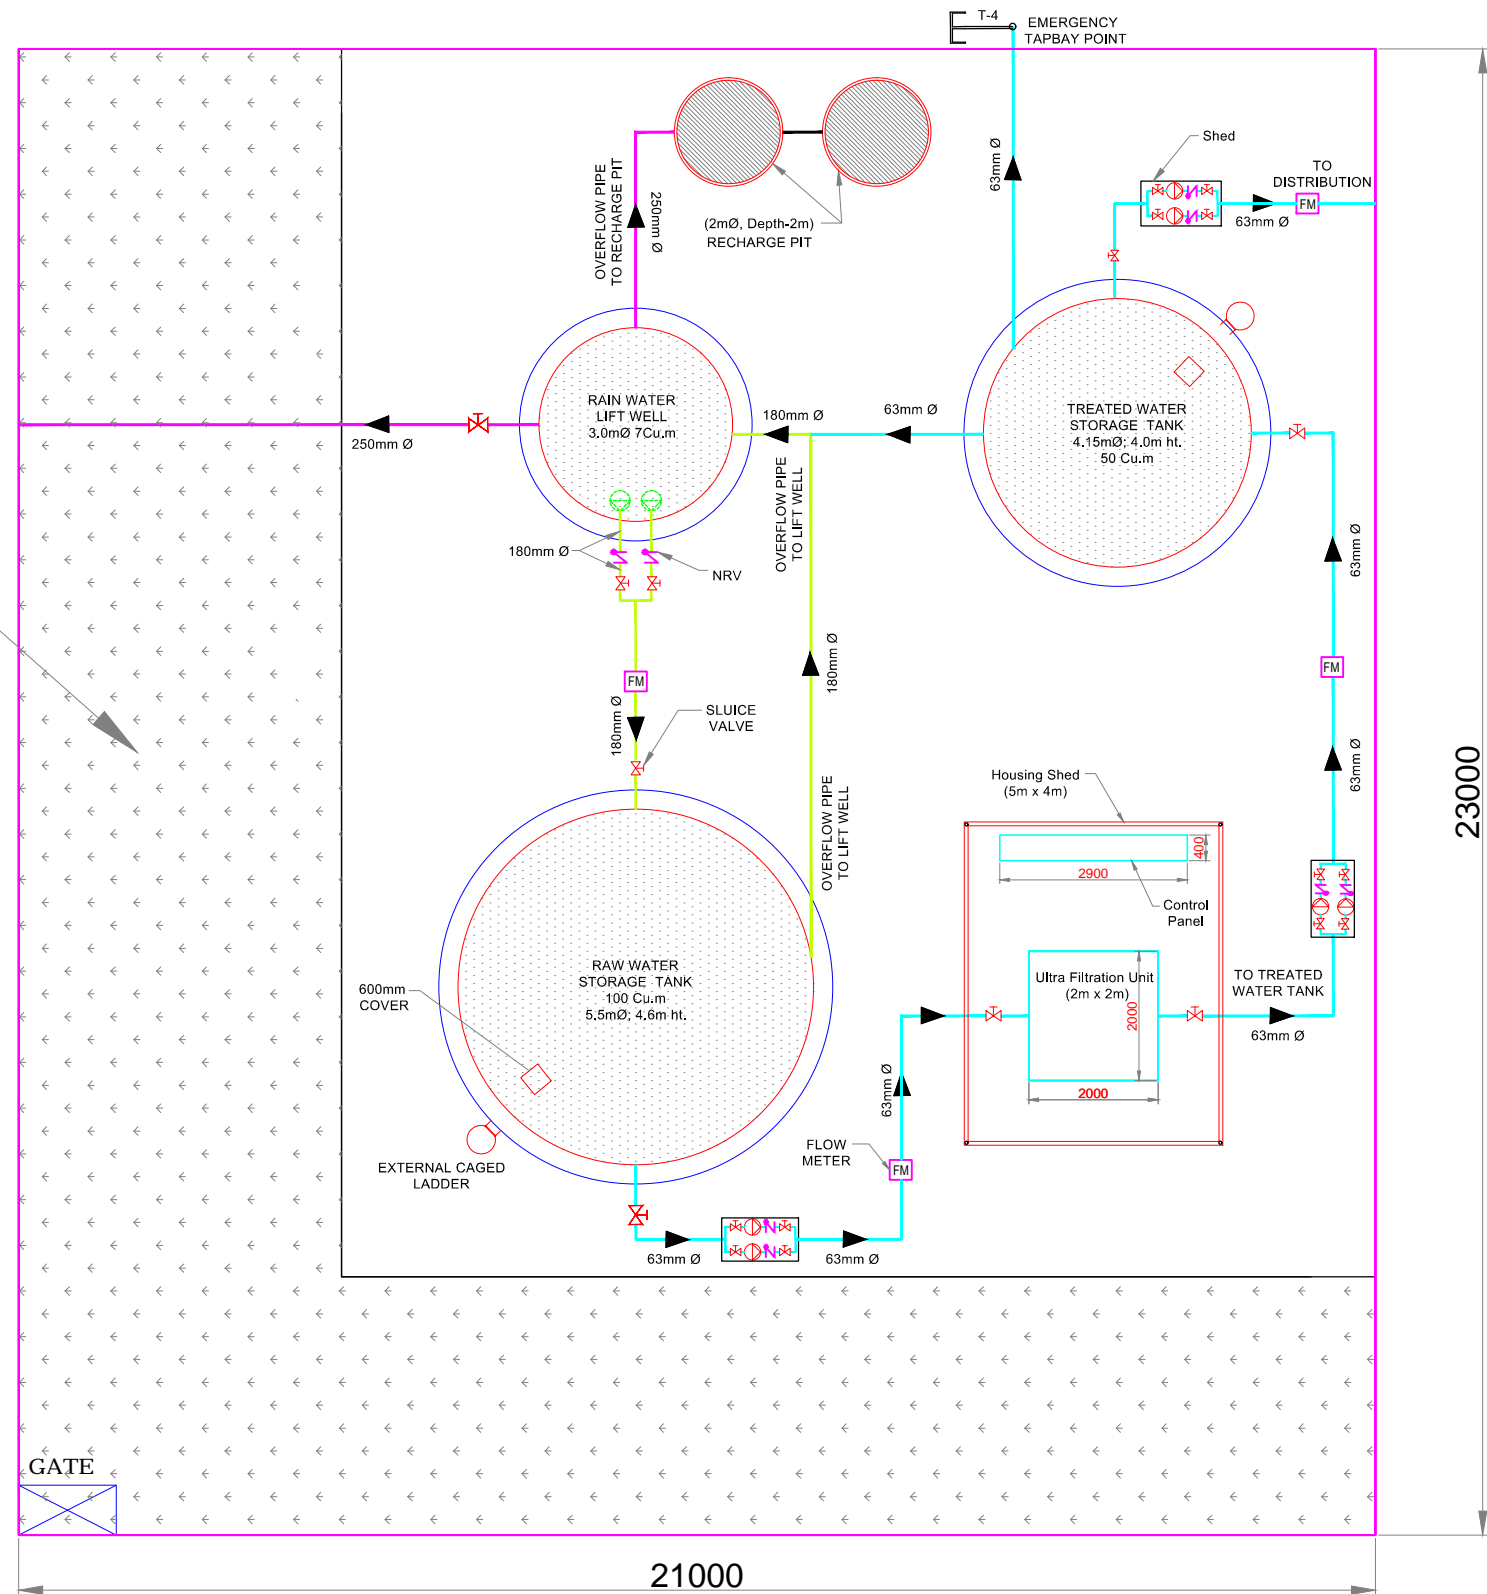 T-4
EMERGENCY
TAPBAY POINT
Shed
TO
DISTRIBUTION
FM
63mm Ø
63mm Ø
OVERFLOW PIPE
TO RECHARGE PIT
250mm Ø
(2mØ, Depth-2m)
RECHARGE PIT
RAIN WATER
LIFT WELL
3.0mØ 7Cu.m
180mm Ø
63mm Ø
TREATED WATER
STORAGE TANK
4.15mØ; 4.0m ht.
50 Cu.m
250mm Ø
OVERFLOW PIPE
TO LIFT WELL
180mm Ø
NRV
63mm Ø
FM
FM
180mm Ø
180mm Ø
SLUICE
VALVE
63mm Ø
23000
Housing Shed
(5m x 4m)
400
2900
OVERFLOW PIPE
TO LIFT WELL
Control
Panel
RAW WATER
STORAGE TANK
100 Cu.m
5.5mØ; 4.6m ht.
600mm
COVER
Ultra Filtration Unit
(2m x 2m)
2000
2000
TO TREATED
WATER TANK
63mm Ø
63mm Ø
FLOW
METER
FM
EXTERNAL CAGED
LADDER
63mm Ø
63mm Ø
GATE
21000